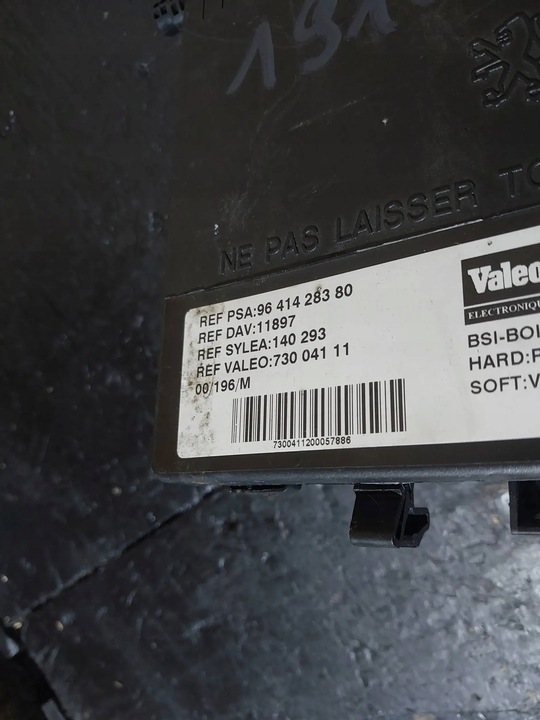 NE PAS LAISSER TO
REF PSA:96 414 283 80
REF DAV:11897
REF SYLEA:140 293
REF VALEO:730 041 11
00/196/M
7300411200057886
Valeo
ELECTRONIQUE
BSI-BOI
HARD:
SOFT:V